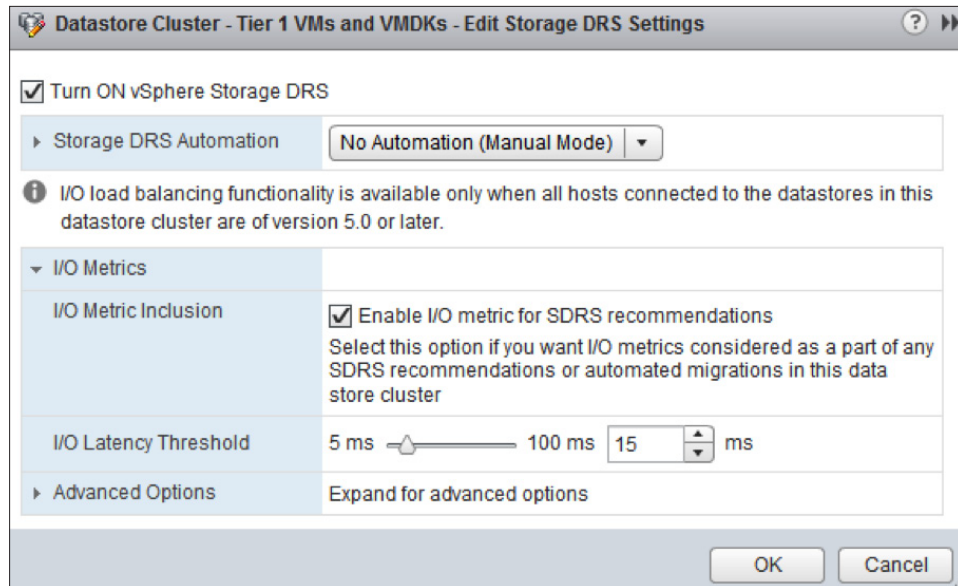 Datastore Cluster - Tier 1 VMs and VMDKs - Edit Storage DRS Settings ?
Turn ON vSphere Storage DRS
Storage DRS Automation No Automation (Manual Mode)
I/O load balancing functionality is available only when all hosts connected to the datastores in this
datastore cluster are of version 5.0 or later.
I/O Metrics
I/O Metric Inclusion Enable I/O metric for SDRS recommendations
Select this option if you want I/O metrics considered as a part of any
SDRS recommendations or automated migrations in this data
store cluster
I/O Latency Threshold 5 ms 100 ms 15 ms
Advanced Options Expand for advanced options
OK Cancel